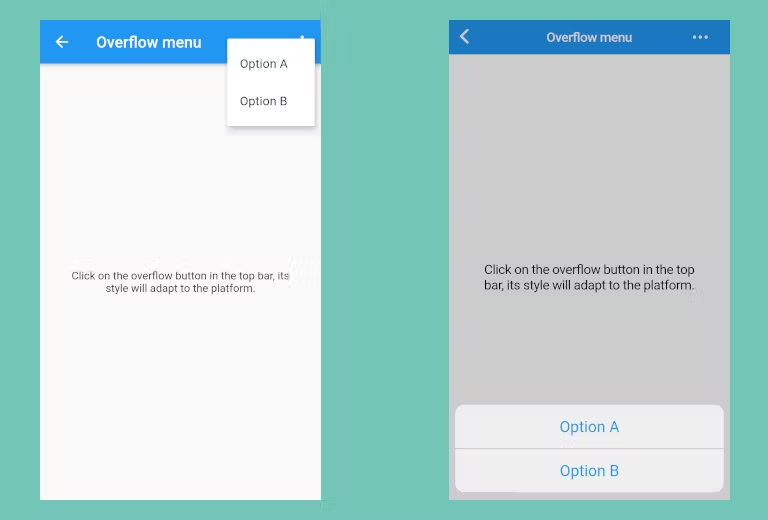 Overflow menu
Option A
Option B
Click on the overflow button in the top bar, its
style will adapt to the platform.
Overflow menu
Click on the overflow button in the top
bar, its style will adapt to the platform.
Option A
Option B